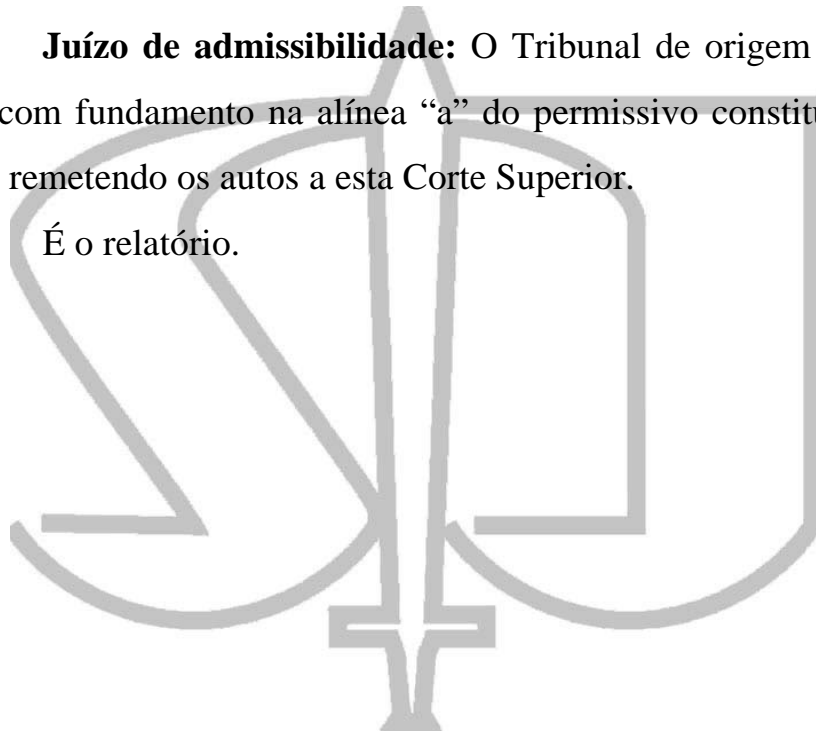 Juízo de admissibilidade: O Tribunal de origem
com fundamento na alínea “a” do permissivo
remetendo os autos a esta Corte Superior.
É o relatório.